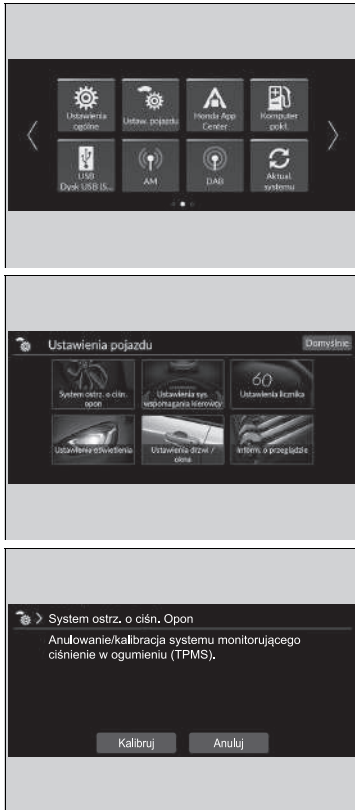 Ustawienia
ogólne
Ustaw. pojazdu
Honda App
Center
Komputer
pokł.
USB
Dysk USB (S...
AM
DAB
Aktual.
systemu
Ustawienia pojazdu
Domyślnie
System ostrz. o ciśn.
opon
Ustawienia sys.
wspomagania kierowcy
60
Ustawienia licznika
Ustawienia oświetlenia
Ustawienia drzwi /
okna
Inform. o przeglądzie
System ostrz. o ciśn. Opon
Anulowanie/kalibracja systemu monitorującego
ciśnienie w ogumieniu (TPMS).
Kalibruj
Anuluj